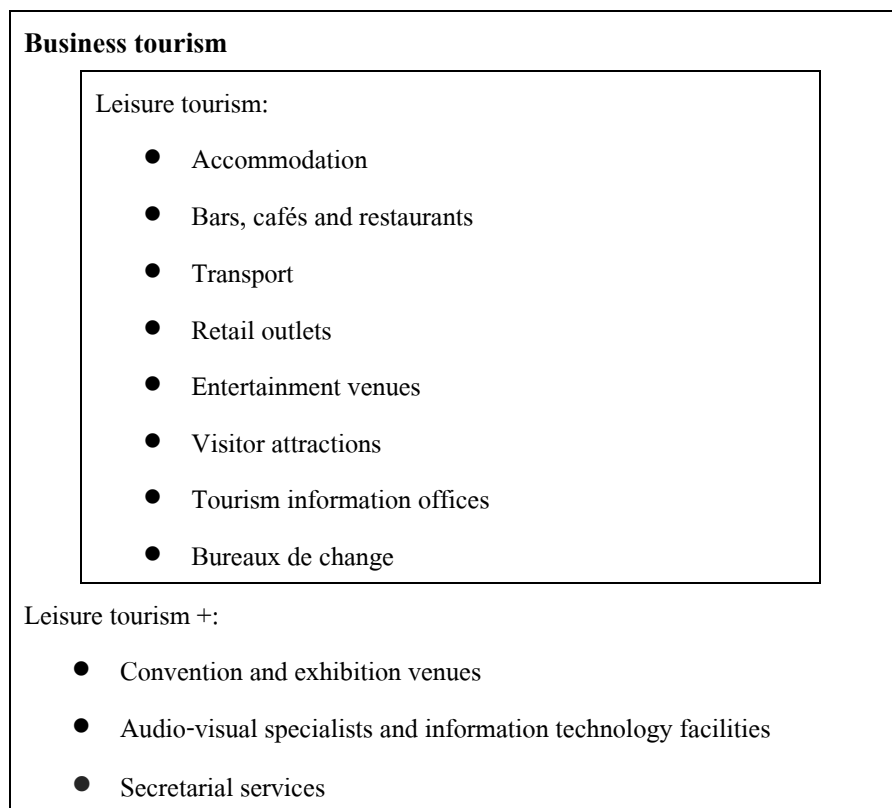 Business tourism
Leisure tourism:
● Accommodation
● Bars, cafés and restaurants
● Transport
● Retail outlets
● Entertainment venues
● Visitor attractions
● Tourism information offices
● Bureaux de change
Leisure tourism +:
● Convention and exhibition venues
● Audio-visual specialists and information technology facilities
● Secretarial services